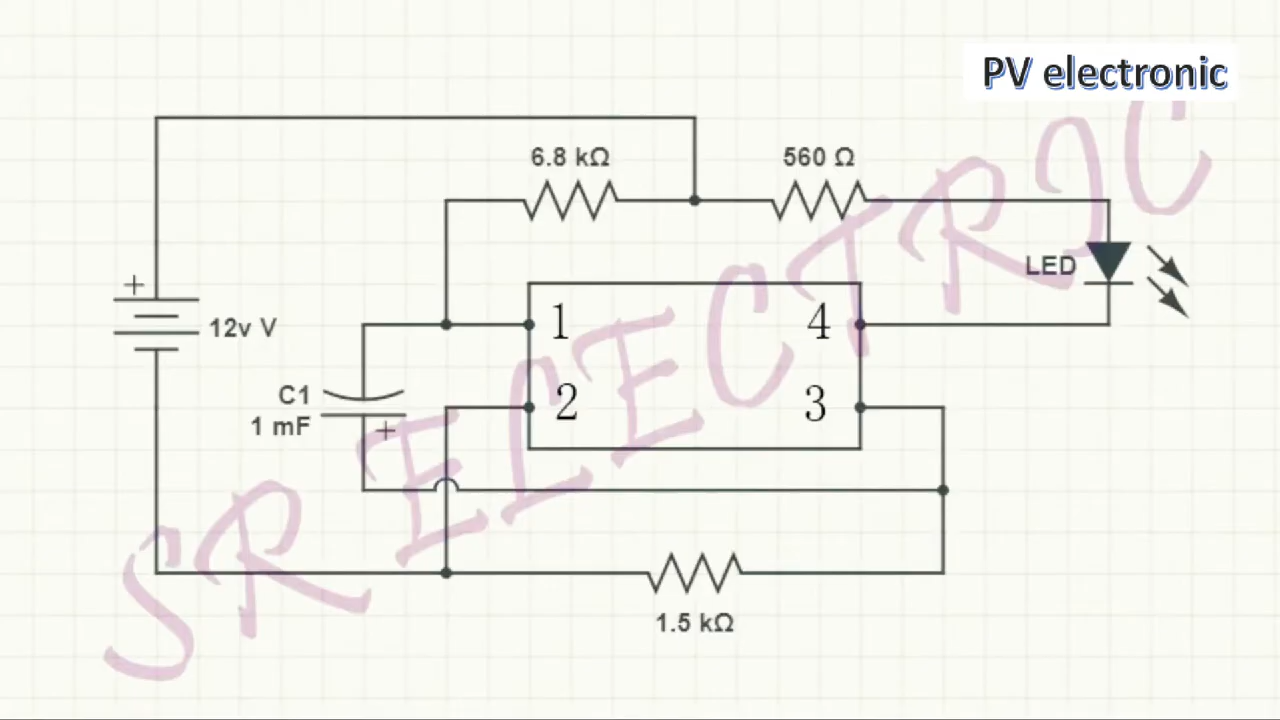 PV electronic
6.8 kΩ
560 Ω
LED
+
12v V
1
4
C1
1 mF
+
2
3
1.5 kΩ
SR ELECTRIC